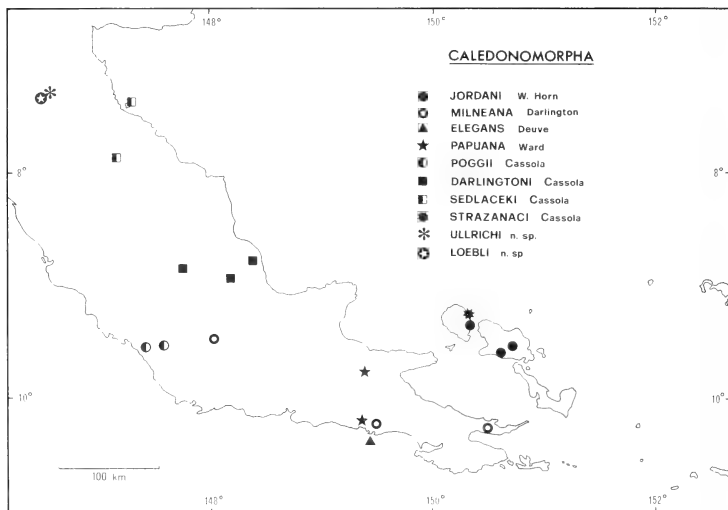 148° 150° 152°
CALEDONOMORPHA
JORDANI W. Horn
MILNEANA Darlington
ELEGANS Deuve
PAPUANA Ward
POGGII Cassola
DARLINGTONI Cassola
SEDLACEKI Cassola
STRAZANACI Cassola
ULLRICHI n. sp.
LOEBLI n. sp
8° 8°
10° 10°
100 km
148° 150° 152°